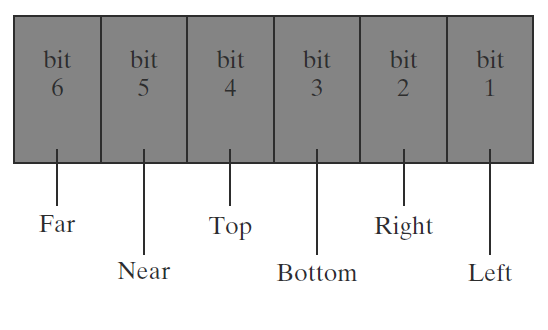 bit bit bit bit bit bit
6 5 4 3 2 1
Far Top Right
Near Bottom Left